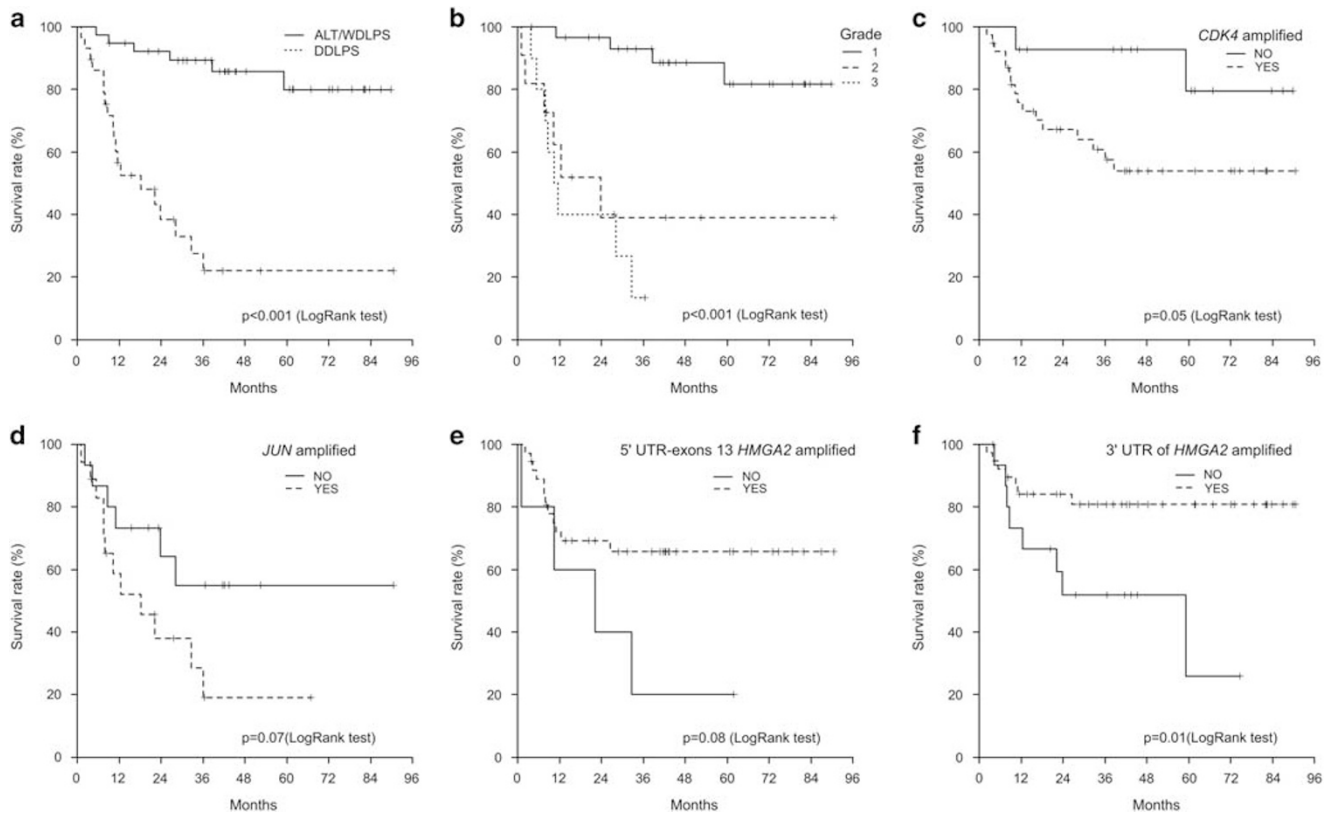 a
ALT/WDLPS
DDLPS
100
80
60
40
20
0
Survival rate (%)
p<0.001 (LogRank test)
0 12 24 36 48 60 72 84 96
Months
b
Grade
1
2
3
100
80
60
40
20
0
Survival rate (%)
p<0.001 (LogRank test)
0 12 24 36 48 60 72 84 96
Months
c
CDK4 amplified
NO
YES
100
80
60
40
20
0
Survival rate (%)
p=0.05 (LogRank test)
0 12 24 36 48 60 72 84 96
Months
d
JUN amplified
NO
YES
100
80
60
40
20
0
Survival rate (%)
p=0.07(LogRank test)
0 12 24 36 48 60 72 84 96
Months
e
5' UTR-exons 13 HMGA2 amplified
NO
YES
100
80
60
40
20
0
Survival rate (%)
p=0.08 (LogRank test)
0 12 24 36 48 60 72 84 96
Months
f
3' UTR of HMGA2 amplified
NO
YES
100
80
60
40
20
0
Survival rate (%)
p=0.01(LogRank test)
0 12 24 36 48 60 72 84 96
Months